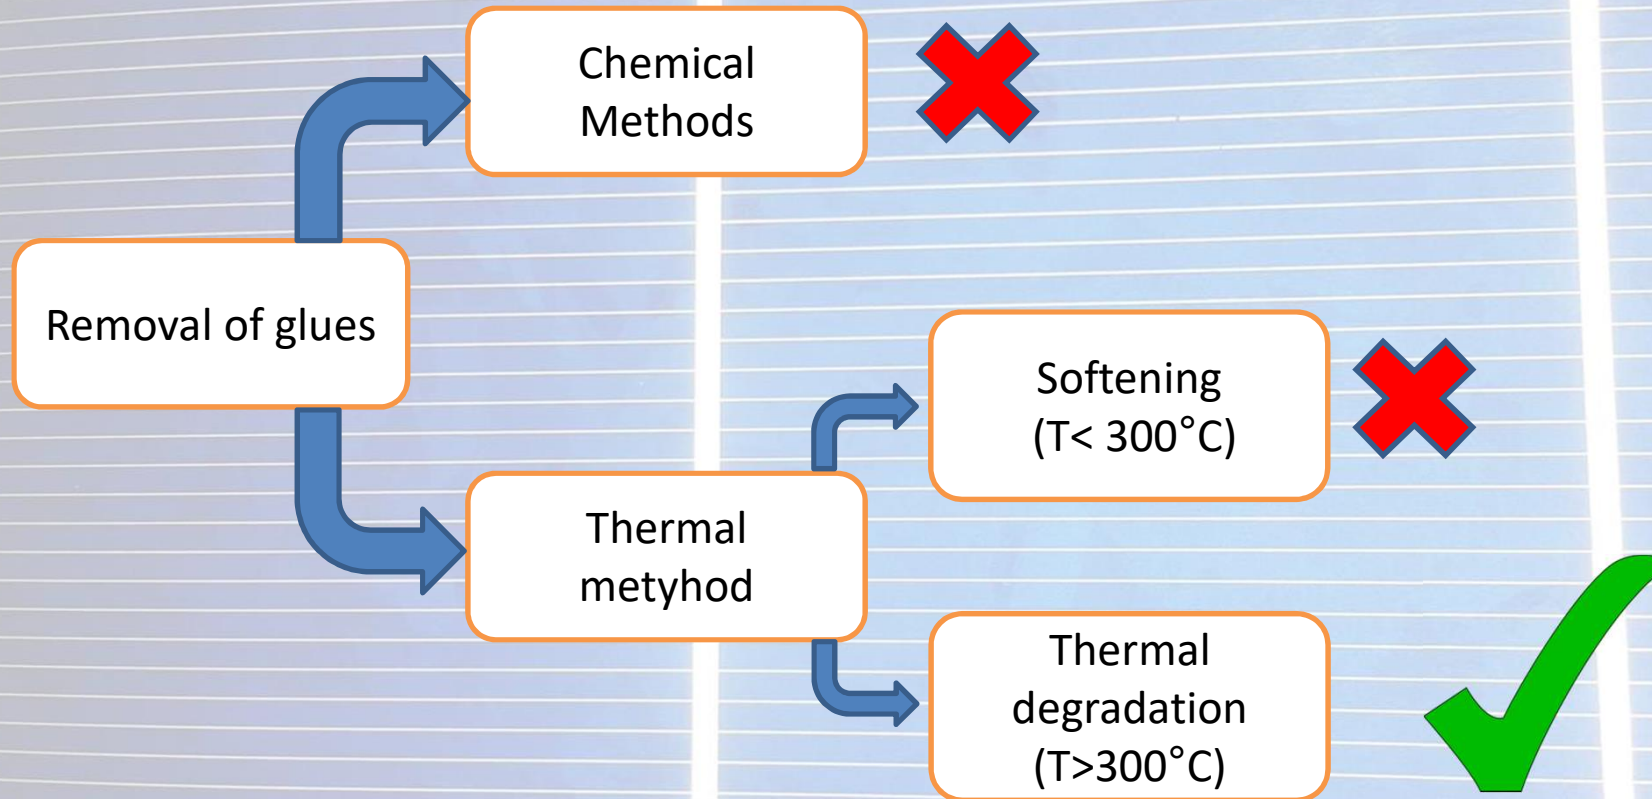 Chemical
Methods
Removal of glues
Softening
(T< 300°C)
Thermal
metyhod
Thermal
degradation
(T>300°C)